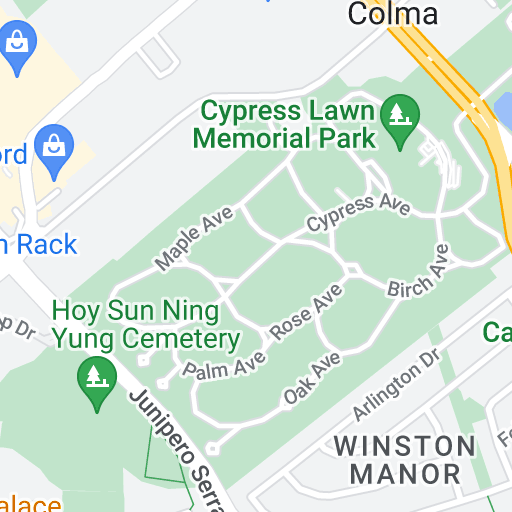 Colma
Cypress Lawn
Memorial Park
ord
n Rack
Maple Ave
Cypress Ave
Birch Ave
Hoy Sun Ning
Yung Cemetery
p Dr
Rose Ave
Palm Ave
Oak Ave
Ca
Arlington Dr
Junipero Serra
WINSTON
MANOR
Fo
alace